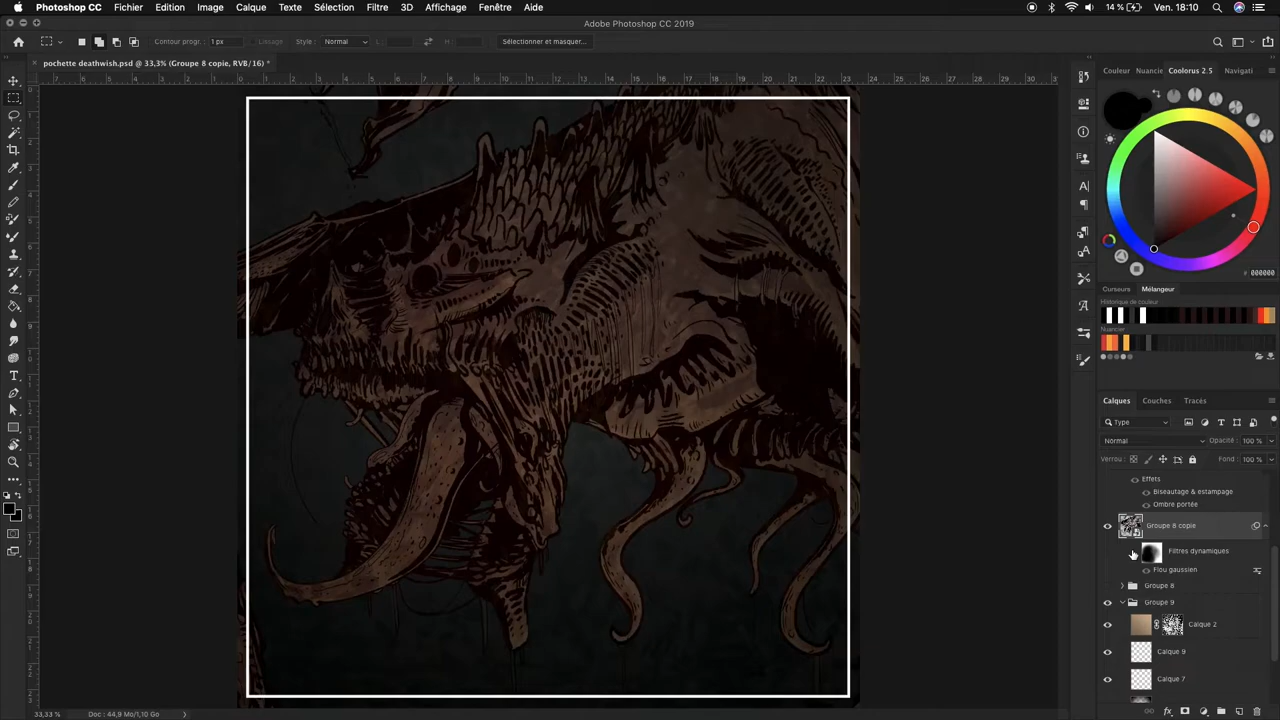 Photoshop CC Fichier Edition Image Calque Texte Sélection Filtre 3D Affichage Fenêtre Aide 14 % Ven. 18:10
Adobe Photoshop CC 2019
Contour progr. : 1 px Lissage Style : Normal L : H : Sélectionner et masquer...
pochette deathwish.psd @ 33,3% (Groupe 8 copie, RVB/16) *
Couleur Nuancie Coolorus 2.5 Navigati
# 000000
Curseurs Mélangeur
Historique de couleur
Nuancier
Calques Couches Tracés
Type
Normal Opacité : 100 %
Verrou : Fond : 100 %
Effets
Biseautage & estampage
Ombre portée
Groupe 8 copie
Filtres dynamiques
Flou gaussien
Groupe 8
Groupe 9
Calque 2
Calque 9
Calque 7
33,33 % Doc : 44,9 Mo/1,10 Go